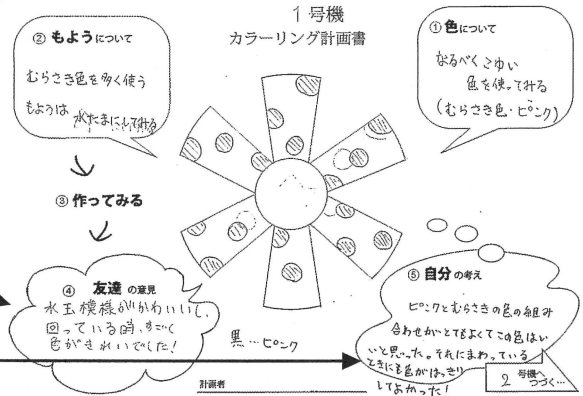 1号機
カラーリング計画書
① 色について
なるべくこゆい
色を使ってみる
(むらさき色・ピンク)
② もようについて
むらさき色を多く使う
もようは 水たまにしてみる
③ 作ってみる
④ 友達 の意見
水玉模様がかわいいし、
回っている時、すごく
色がきれいでした!
黒…ピンク
計画者
⑤ 自分 の考え
ピンクとむらさきの色の組み
合わせがとてもよくてこの色はい
いと思った。それにまわっている
ときにも色がはっきり
してよかった!
2 号機へ
つづく…